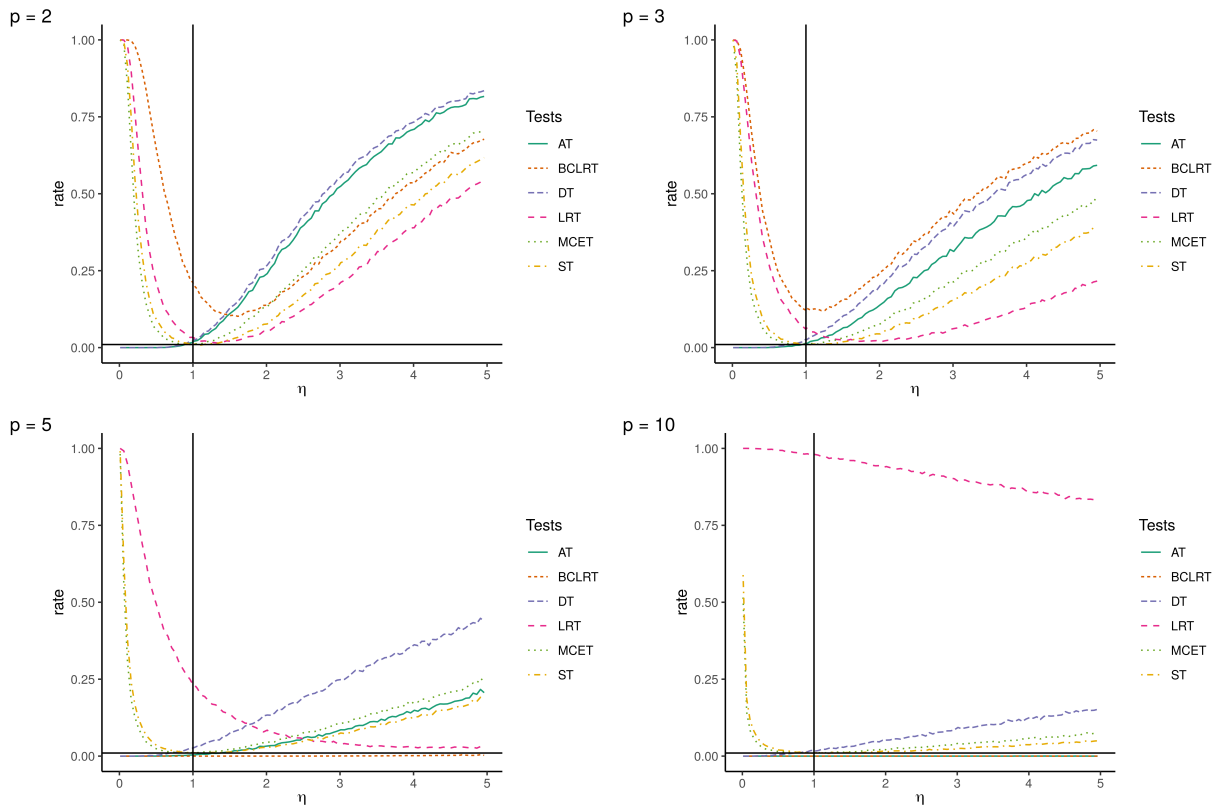 p = 2
1.00
0.75
0.50
0.25
0.00
rate
0 1 2 3 4 5
η
Tests
AT
BCLRT
DT
LRT
MCET
ST
p = 3
1.00
0.75
0.50
0.25
0.00
rate
0 1 2 3 4 5
η
Tests
AT
BCLRT
DT
LRT
MCET
ST
p = 5
1.00
0.75
0.50
0.25
0.00
rate
0 1 2 3 4 5
η
Tests
AT
BCLRT
DT
LRT
MCET
ST
p = 10
1.00
0.75
0.50
0.25
0.00
rate
0 1 2 3 4 5
η
Tests
AT
BCLRT
DT
LRT
MCET
ST